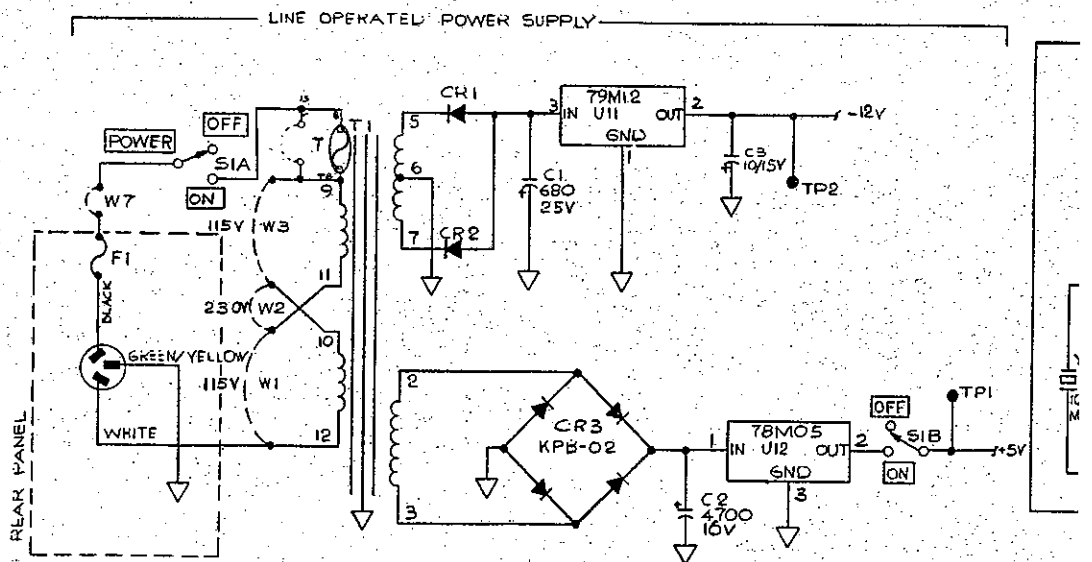 LINE OPERATED POWER SUPPLY
CR1
79M12
U11
3
IN
OUT
2
GND
1
-12V
C3
10/15V
TP2
OFF
POWER
S1A
ON
T1
T
5
6
7
9
C1
680
25V
CR2
W7
115V
W3
F1
11
BLACK
230V
W2
GREEN/YELLOW
10
115V
W1
WHITE
12
REAR PANEL
2
CR3
KPB-02
3
TP1
OFF
78M05
U12
1
IN
OUT
2
S1B
GND
3
ON
+5V
C2
4700
16V